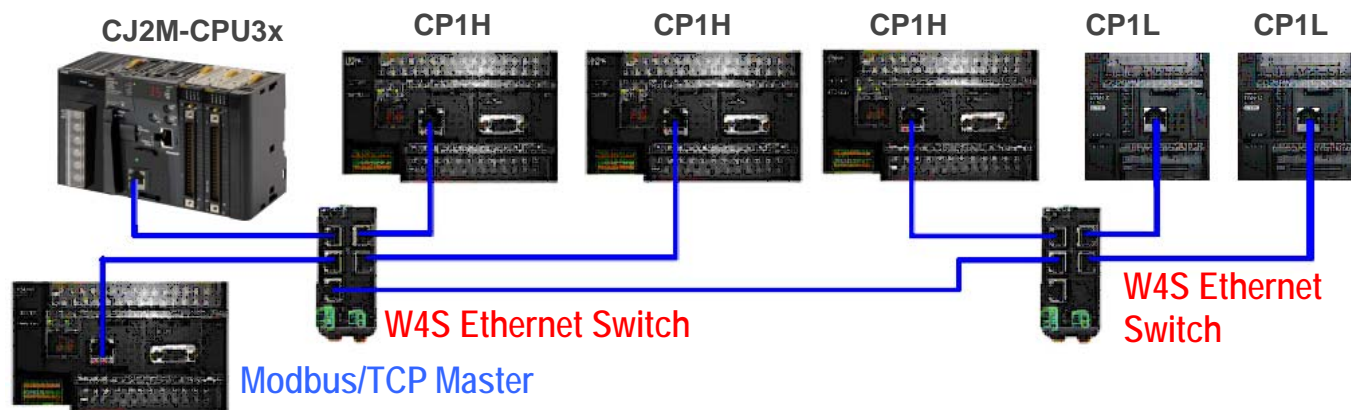 CJ2M-CPU3x
CP1H
CP1H
CP1H
CP1L
CP1L
W4S Ethernet Switch
W4S Ethernet
Switch
Modbus/TCP Master